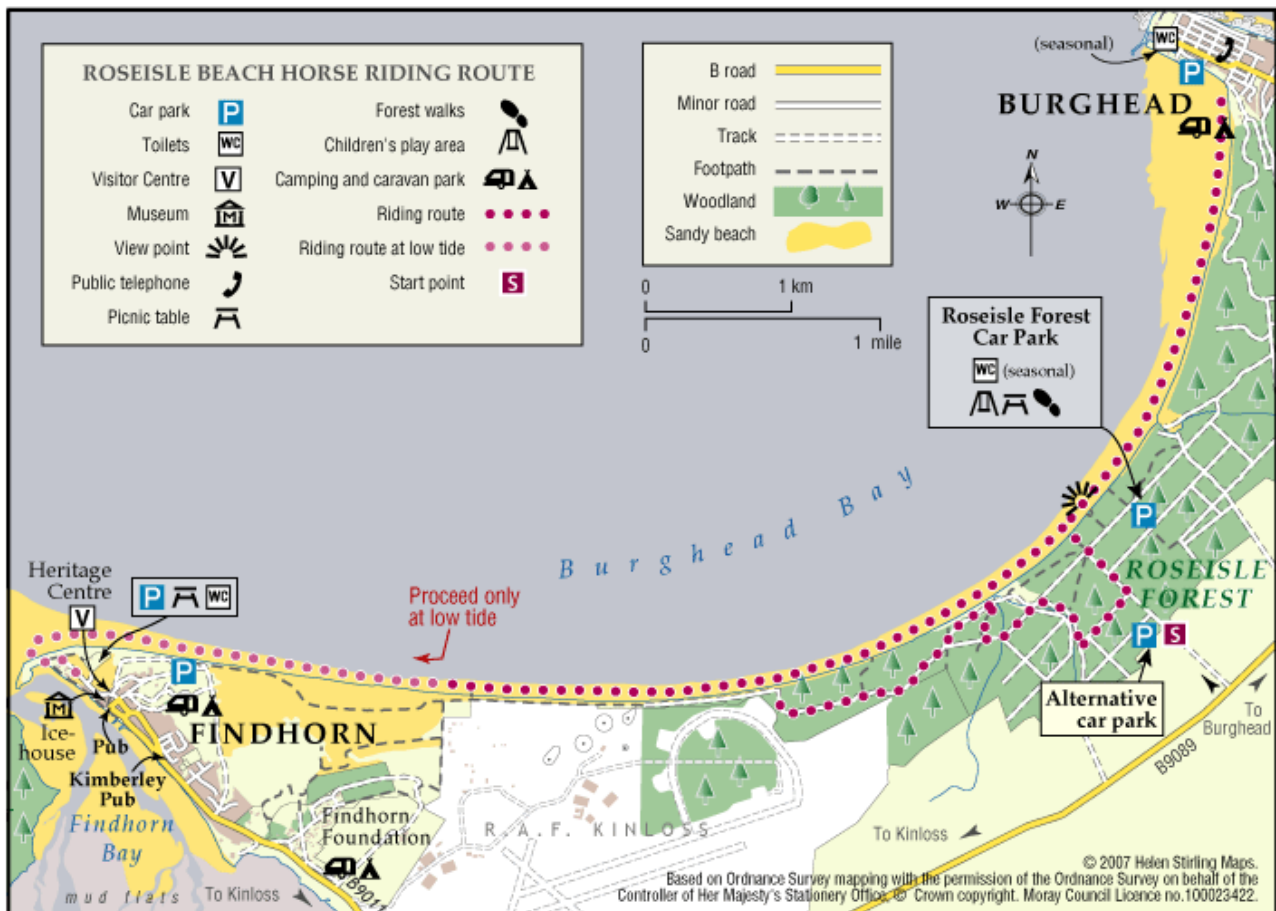 ROSEISLE BEACH HORSE RIDING ROUTE
Car park P
Toilets WC
Visitor Centre V
Museum M
View point
Public telephone
Picnic table
Forest walks
Children's play area
Camping and caravan park
Riding route
Riding route at low tide
Start point S
B road
Minor road
Track
Footpath
Woodland
Sandy beach
0 1 km
0 1 mile
(seasonal) WC
P
BURGHEAD
N
W E
S
Roseisle Forest
Car Park
WC (seasonal)
P
Burghead Bay
ROSEISLE
FOREST
P S
Alternative
car park
To
Burghead
B9089
Proceed only
at low tide
Heritage
Centre
V
P WC
P
M
Ice-
house
Pub
FINDHORN
Kimberley
Pub
Findhorn
Bay
mud flats
To Kinloss
Findhorn
Foundation
B9011
R.A.F. KINLOSS
To Kinloss
© 2007 Helen Stirling Maps.
Based on Ordnance Survey mapping with the permission of the Ordnance Survey on behalf of the
Controller of Her Majesty's Stationery Office, © Crown copyright. Moray Council Licence no.100023422.